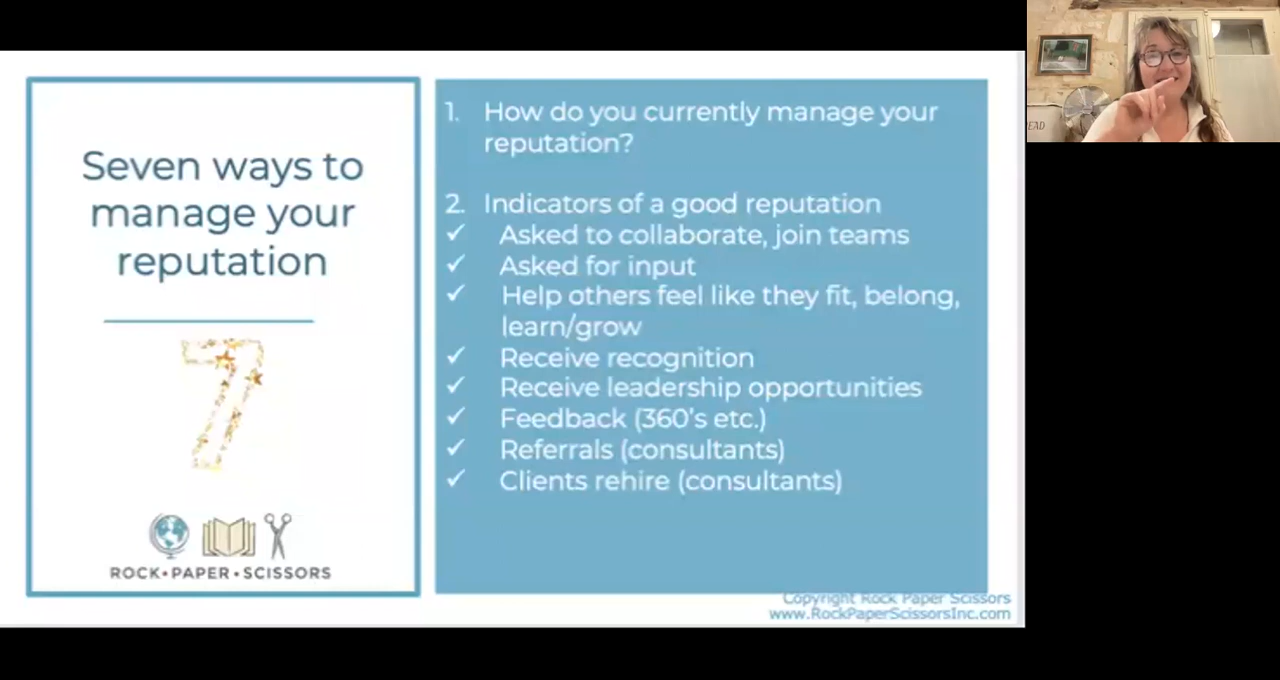 Seven ways to
manage your
reputation
7
ROCK•PAPER•SCISSORS
1. How do you currently manage your
reputation?
2. Indicators of a good reputation
✓ Asked to collaborate, join teams
✓ Asked for input
✓ Help others feel like they fit, belong,
learn/grow
✓ Receive recognition
✓ Receive leadership opportunities
✓ Feedback (360's etc.)
✓ Referrals (consultants)
✓ Clients rehire (consultants)
Copyright Rock Paper Scissors
www.RockPaperScissorsInc.com